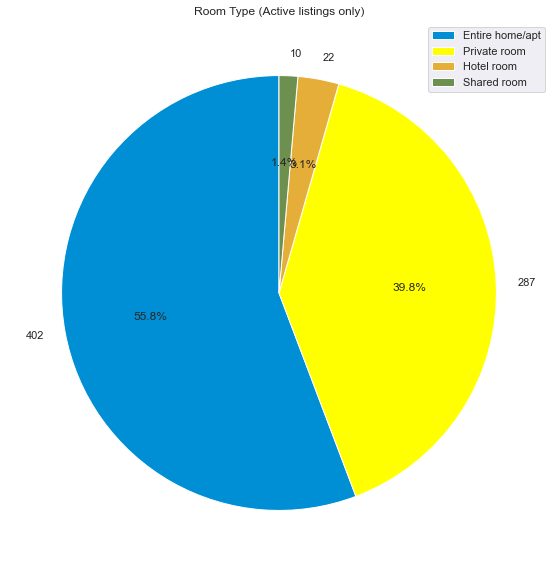 Room Type (Active listings only)
Entire home/apt
Private room
Hotel room
Shared room
10
22
1.4%
3.1%
287
39.8%
55.8%
402